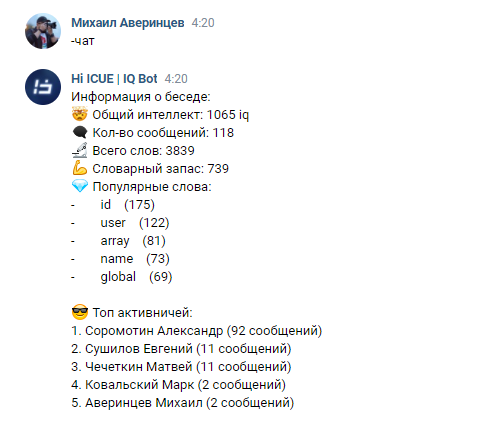 Михаил Аверинцев 4:20
-чат
Hi ICUE | IQ Bot 4:20
Информация о беседе:
🤯 Общий интеллект: 1065 iq
🗨 Кол-во сообщений: 118
🔬 Всего слов: 3839
💪 Словарный запас: 739
💎 Популярные слова:
- id (175)
- user (122)
- array (81)
- name (73)
- global (69)
😎 Топ активничей:
1. Соромотин Александр (92 сообщений)
2. Сушилов Евгений (11 сообщений)
3. Чечеткин Матвей (11 сообщений)
4. Ковальский Марк (2 сообщений)
5. Аверинцев Михаил (2 сообщений)